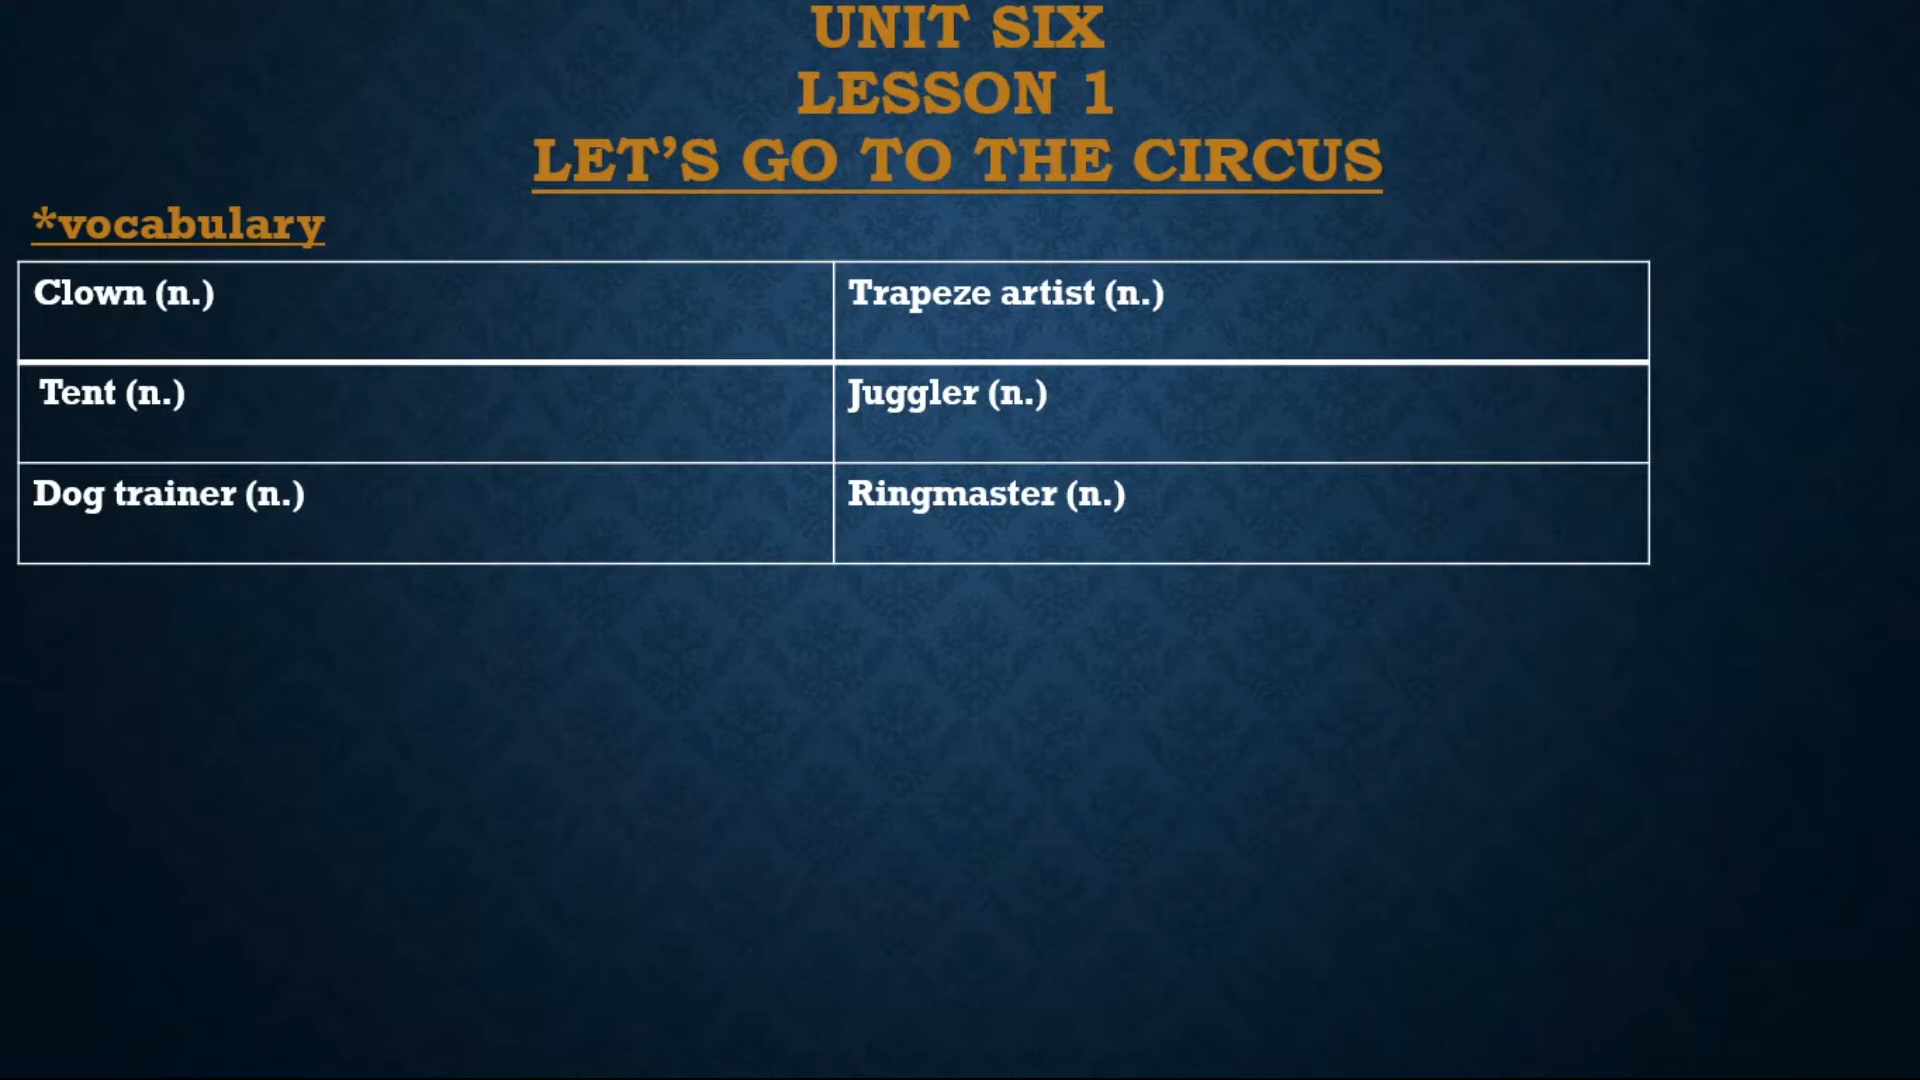 UNIT SIX
LESSON 1
LET’S GO TO THE CIRCUS
*vocabulary
Clown (n.)
Trapeze artist (n.)
Tent (n.)
Juggler (n.)
Dog trainer (n.)
Ringmaster (n.)